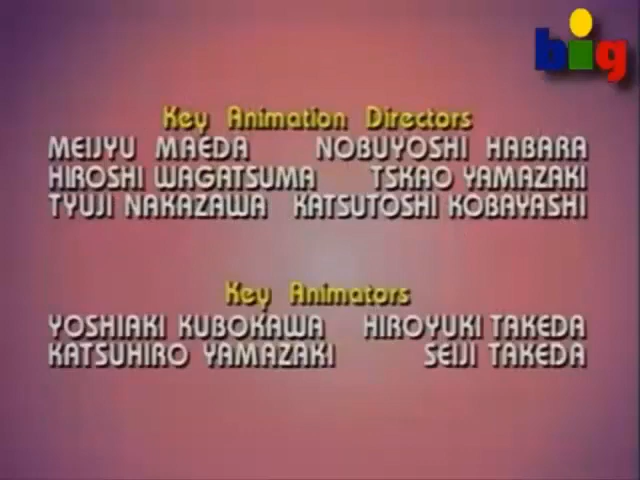 big
Key Animation Directors
MEIJYU MAEDA NOBUYOSHI HABARA
HIROSHI WAGATSUMA TSKAO YAMAZAKI
TYUJI NAKAZAWA KATSUTOSHI KOBAYASHI
Key Animators
YOSHIAKI KUBOKAWA HIROYUKI TAKEDA
KATSUHIRO YAMAZAKI SEIJI TAKEDA